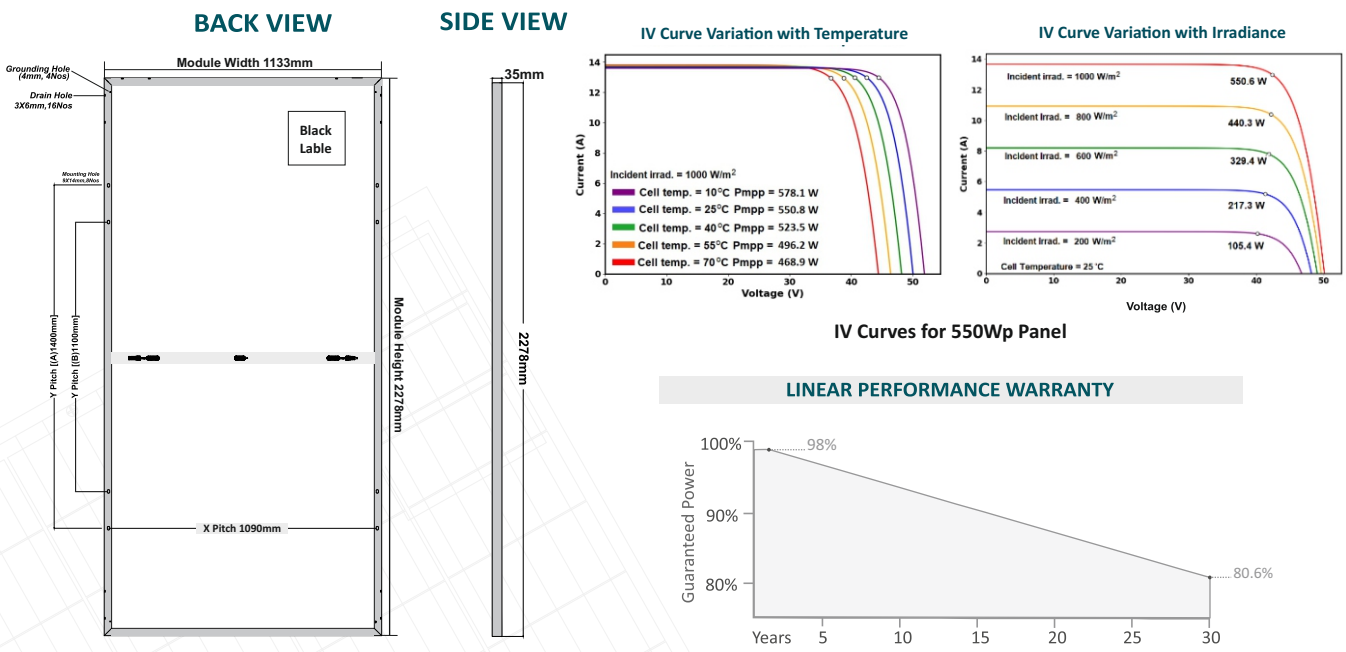 BACK VIEW
Module Width 1133mm
Grounding Hole
(4mm, 4Nos)
Drain Hole
3X6mm,16Nos
Black
Lable
Mounting Hole
9X14mm,8Nos
Y Pitch [(A)1400mm]
Y Pitch [(B)1100mm]
Module Height 2278mm
X Pitch 1090mm
SIDE VIEW
35mm
2278mm
IV Curve Variation with Temperature
14
12
10
8
6
4
2
0
Current (A)
Incident irrad. = 1000 W/m²
Cell temp. = 10°C Pmpp = 578.1 W
Cell temp. = 25°C Pmpp = 550.8 W
Cell temp. = 40°C Pmpp = 523.5 W
Cell temp. = 55°C Pmpp = 496.2 W
Cell temp. = 70°C Pmpp = 468.9 W
0 10 20 30 40 50
Voltage (V)
IV Curve Variation with Irradiance
14
12
10
8
6
4
2
0
Current (A)
Incident irrad. = 1000 W/m²
550.6 W
Incident Irrad. = 800 W/m²
440.3 W
Incident Irrad. = 600 W/m²
329.4 W
Incident Irrad. = 400 W/m²
217.3 W
Incident Irrad. = 200 W/m²
105.4 W
Cell Temperature = 25°C
0 10 20 30 40 50
Voltage (V)
IV Curves for 550Wp Panel
LINEAR PERFORMANCE WARRANTY
100%
98%
90%
80%
80.6%
Guaranteed Power
Years 5 10 15 20 25 30